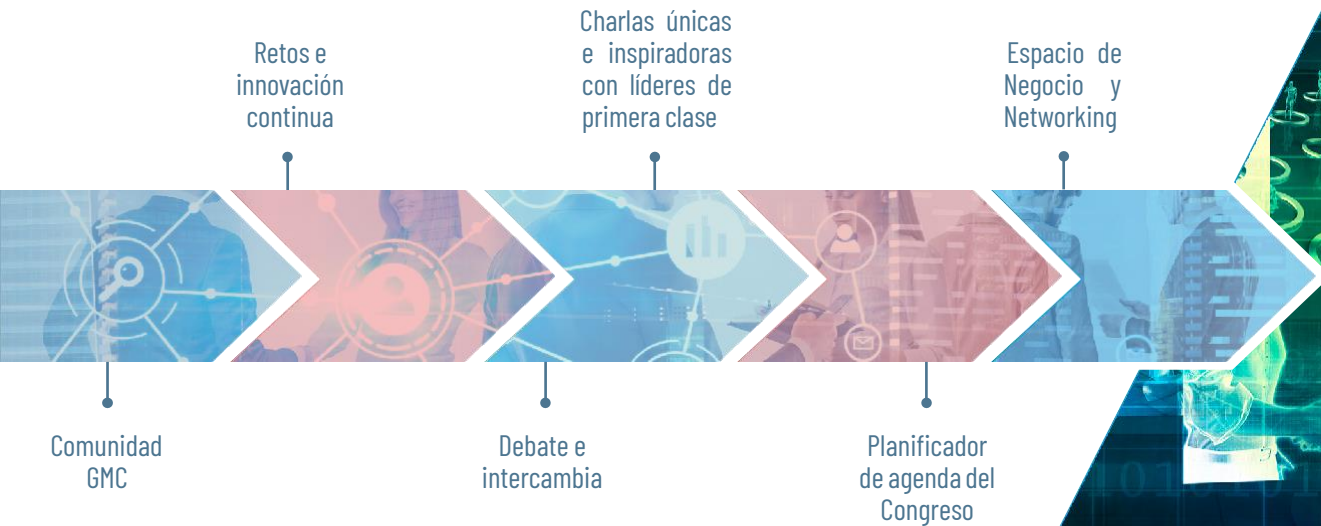 Charlas únicas
e inspiradoras
con líderes de
primera clase
Retos e
innovación
continua
Espacio de
Negocio y
Networking
Comunidad
GMC
Debate e
intercambia
Planificador
de agenda del
Congreso